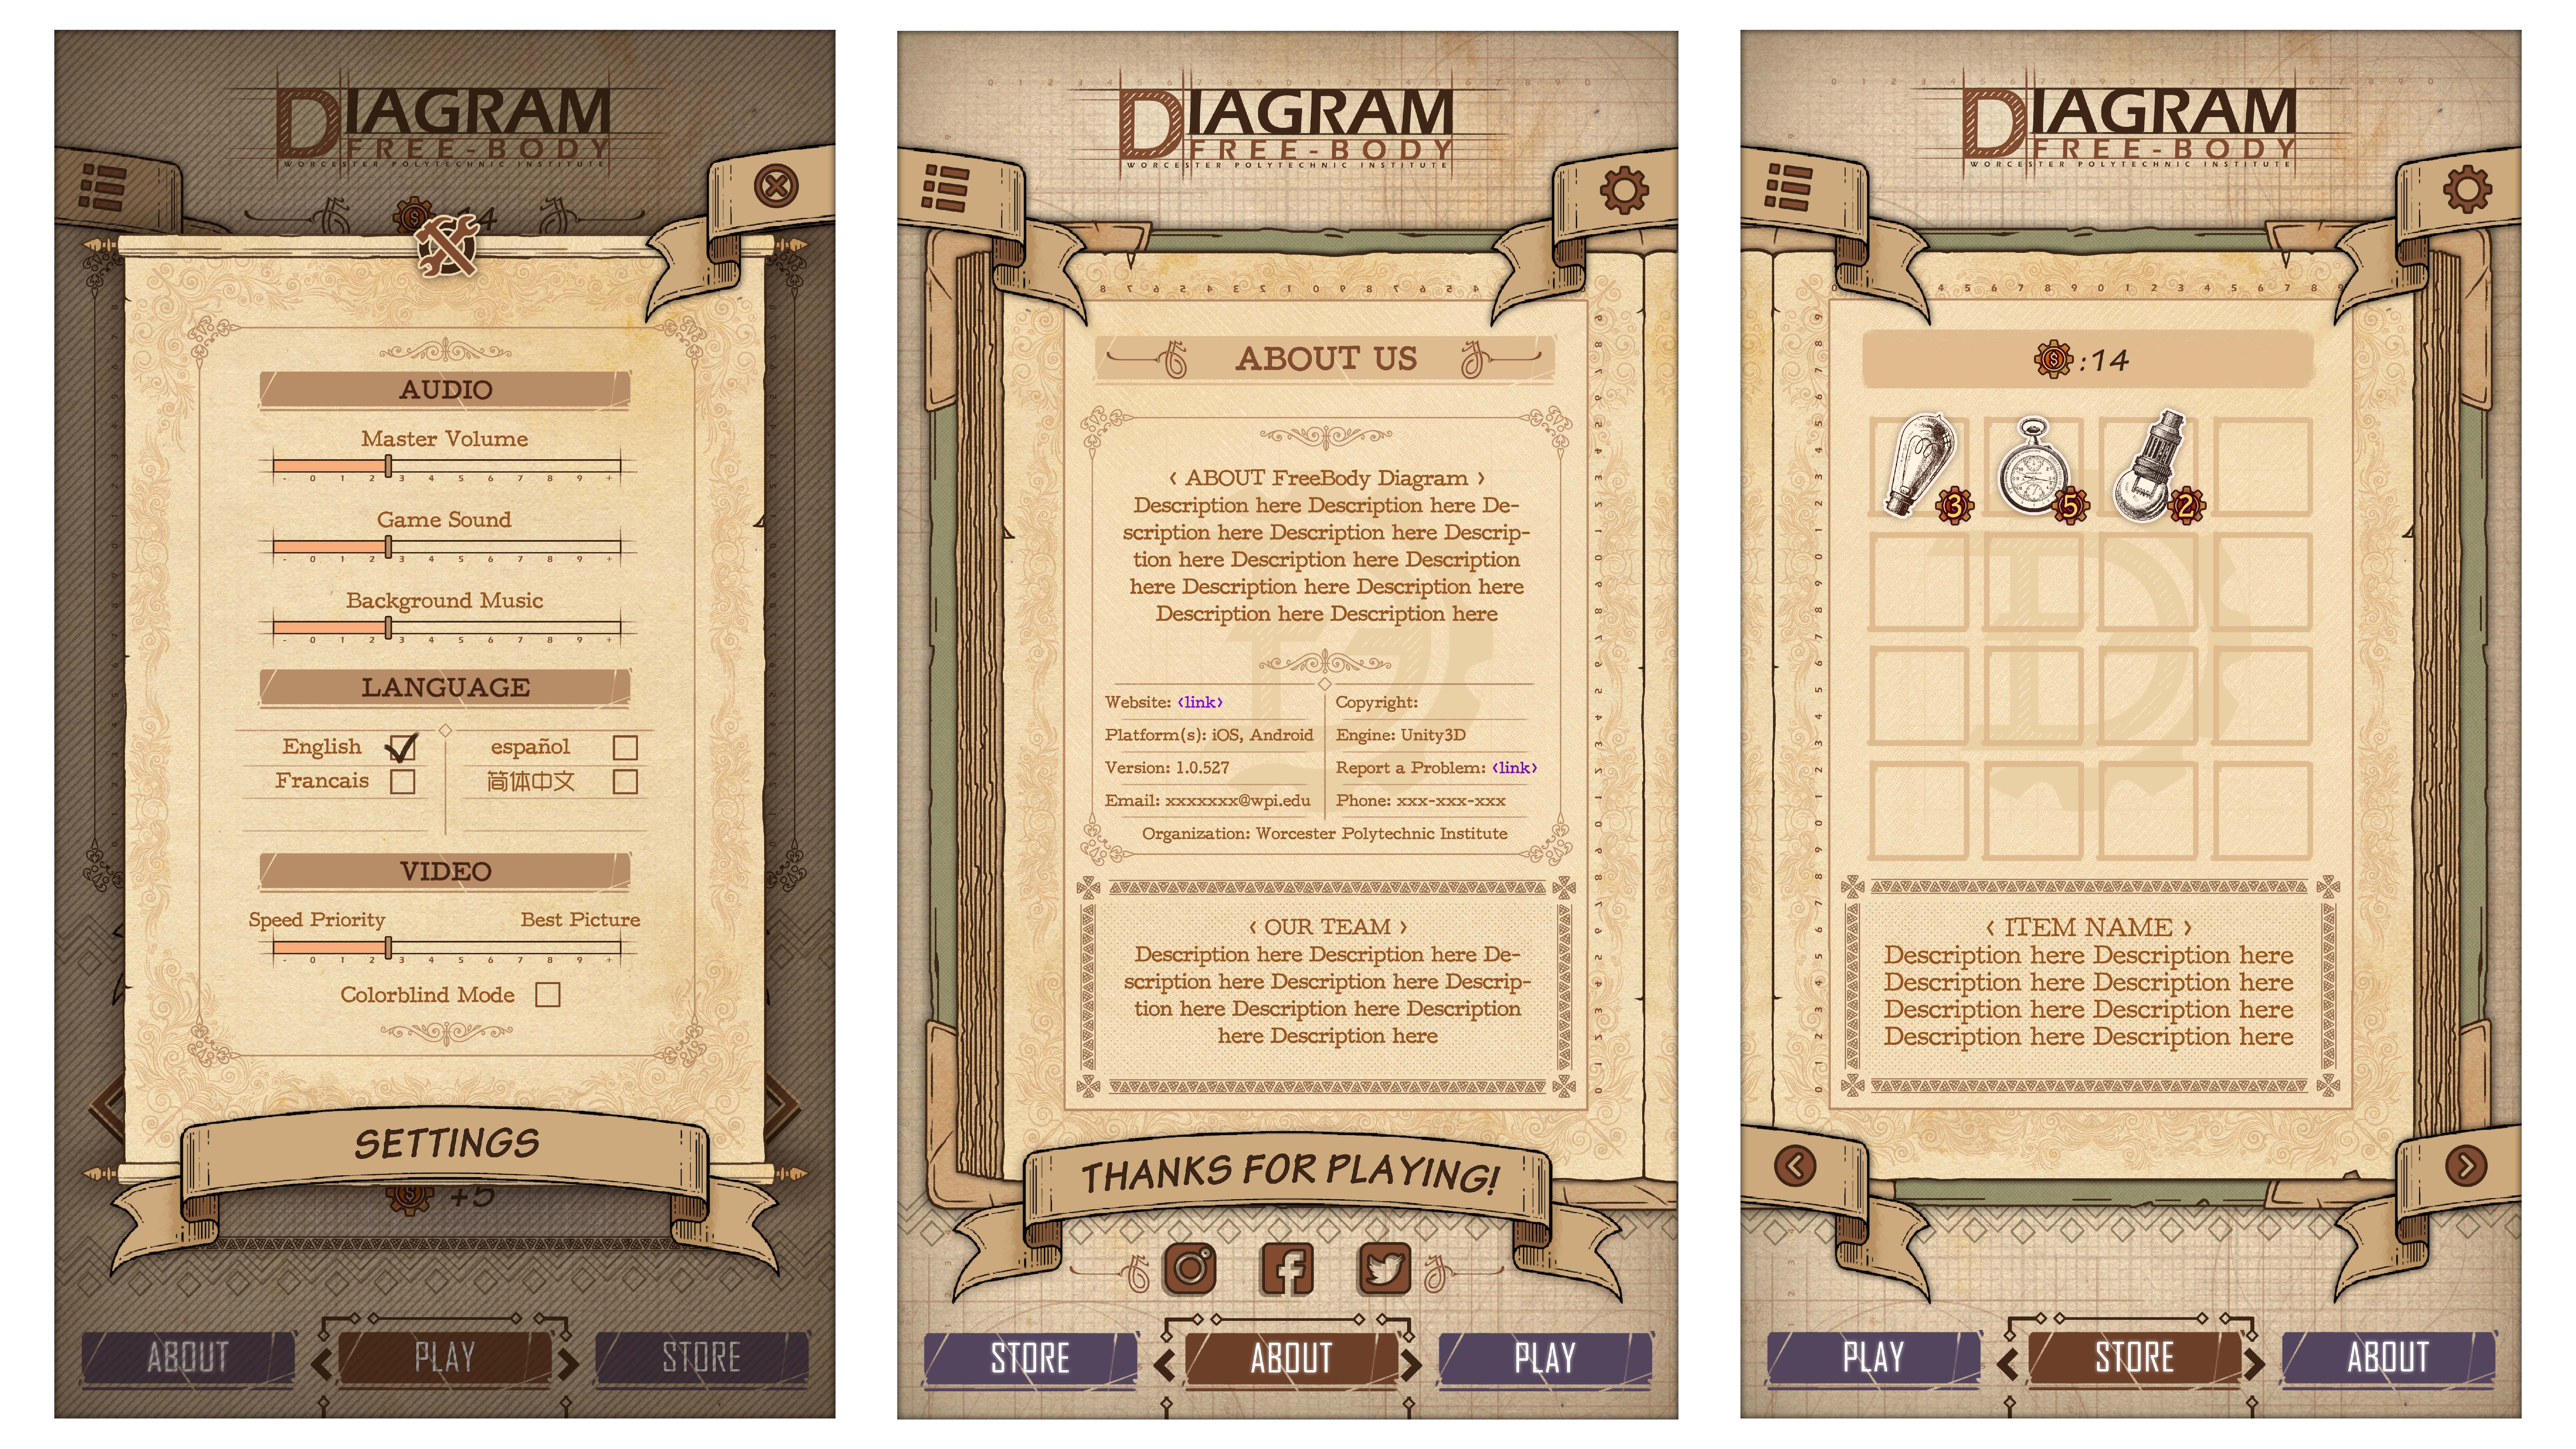 DIAGRAM
FREE-BODY
WORCESTER POLYTECHNIC INSTITUTE
AUDIO
Master Volume
- 0 1 2 3 4 5 6 7 8 9 +
Game Sound
- 0 1 2 3 4 5 6 7 8 9 +
Background Music
- 0 1 2 3 4 5 6 7 8 9 +
LANGUAGE
English español
Francais 简体中文
VIDEO
Speed Priority Best Picture
- 0 1 2 3 4 5 6 7 8 9 +
Colorblind Mode
SETTINGS
+5
ABOUT PLAY STORE
DIAGRAM
FREE-BODY
WORCESTER POLYTECHNIC INSTITUTE
ABOUT US
< ABOUT FreeBody Diagram >
Description here Description here De-
scription here Description here Descrip-
tion here Description here Description
here Description here Description here
Description here Description here
Website: <link> Copyright:
Platform(s): iOS, Android Engine: Unity3D
Version: 1.0.527 Report a Problem: <link>
Email: xxxxxxx@wpi.edu Phone: xxx-xxx-xxx
Organization: Worcester Polytechnic Institute
< OUR TEAM >
Description here Description here De-
scription here Description here Descrip-
tion here Description here Description
here Description here
THANKS FOR PLAYING!
STORE ABOUT PLAY
DIAGRAM
FREE-BODY
WORCESTER POLYTECHNIC INSTITUTE
:14
3 5 2
< ITEM NAME >
Description here Description here
Description here Description here
Description here Description here
Description here Description here
PLAY STORE ABOUT